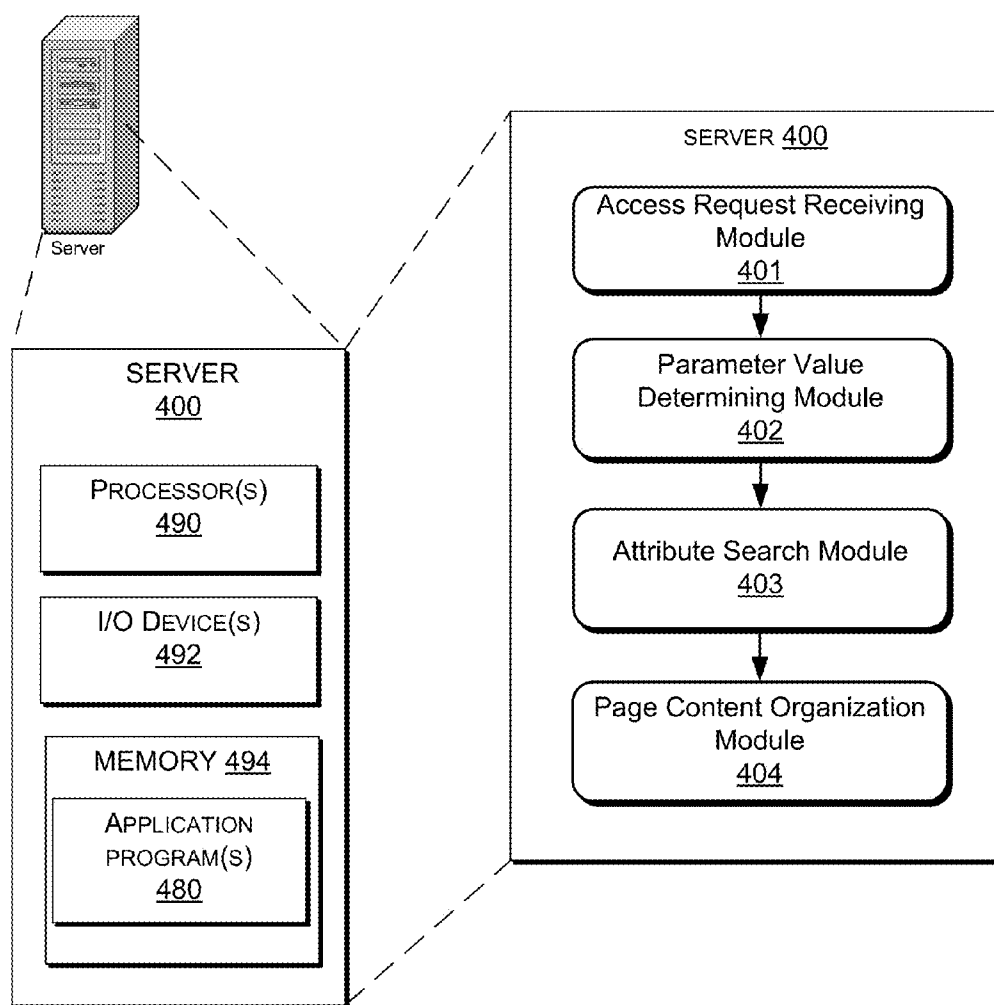 Server
SERVER
400
PROCESSOR(S)
490
I/O DEVICE(S)
492
MEMORY 494
APPLICATION
PROGRAM(S)
480
SERVER 400
Access Request Receiving
Module
401
Parameter Value
Determining Module
402
Attribute Search Module
403
Page Content Organization
Module
404